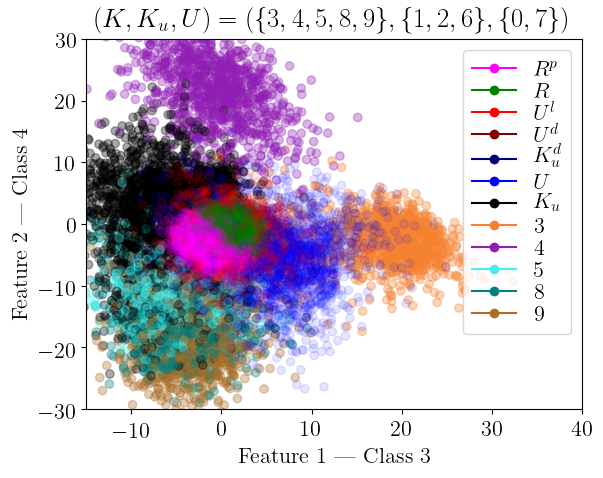 (K, K_u, U) = ({3, 4, 5, 8, 9}, {1, 2, 6}, {0, 7})
30
20
10
0
−10
−20
−30
Feature 2 — Class 4
R^p
R
U^l
U^d
K_u^d
U
K_u
3
4
5
8
9
−10
0
10
20
30
40
Feature 1 — Class 3